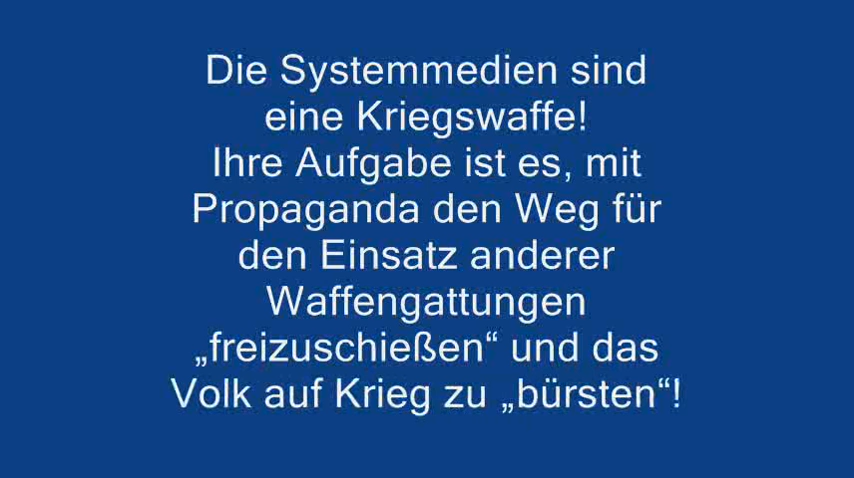 Die Systemmedien sind
eine Kriegswaffe!
Ihre Aufgabe ist es, mit
Propaganda den Weg für
den Einsatz anderer
Waffengattungen
„freizuschießen“ und das
Volk auf Krieg zu „bürsten“!